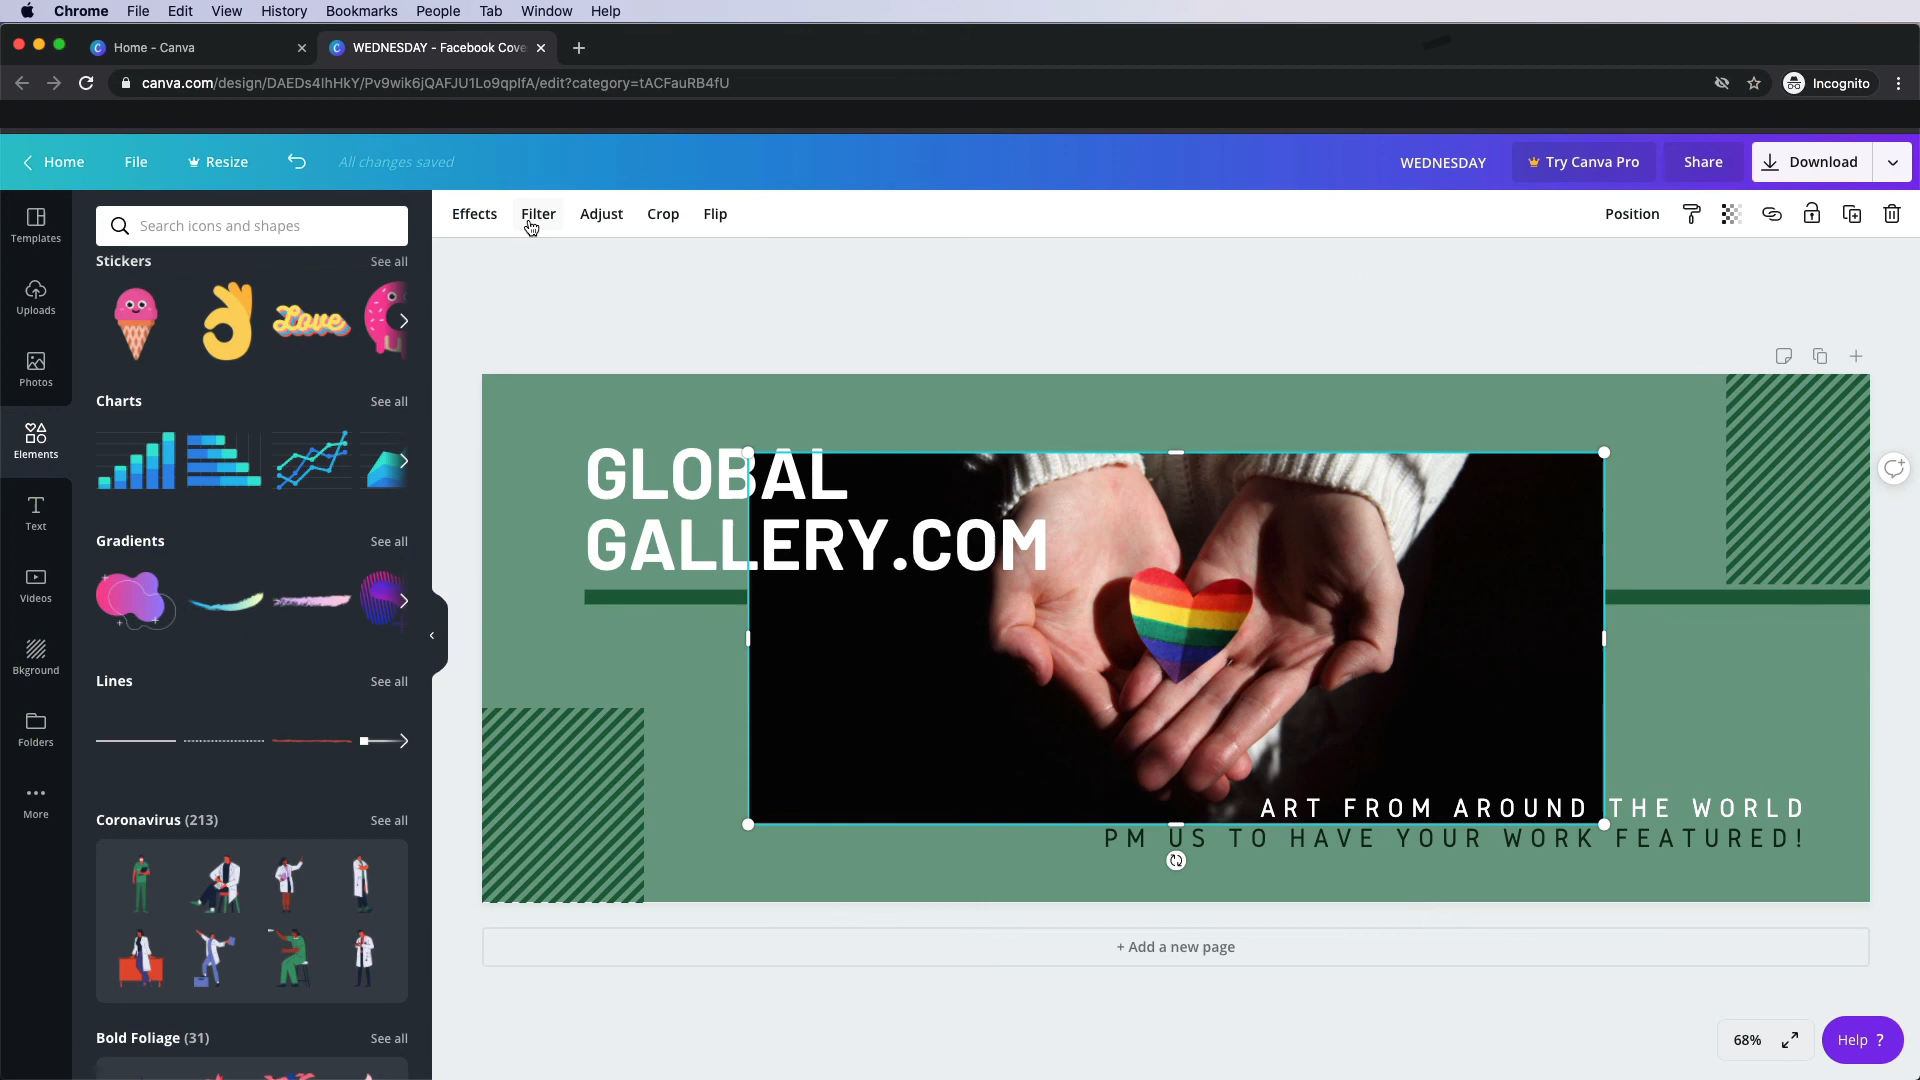 Chrome File Edit View History Bookmarks People Tab Window Help
Home - Canva
WEDNESDAY - Facebook Cove
canva.com/design/DAEDs4lhHkY/Pv9wik6jQAFJU1Lo9qplfA/edit?category=tACFauRB4fU
Incognito
Home File Resize All changes saved WEDNESDAY Try Canva Pro Share Download
Effects Filter Adjust Crop Flip Position
Templates
Uploads
Photos
Elements
Text
Videos
Bkground
Folders
More
Search icons and shapes
Stickers See all
Love
Charts See all
Gradients See all
Lines See all
Coronavirus (213) See all
Bold Foliage (31) See all
GLOBAL
GALLERY.COM
ART FROM AROUND THE WORLD
PM US TO HAVE YOUR WORK FEATURED!
+ Add a new page
68%
Help ?